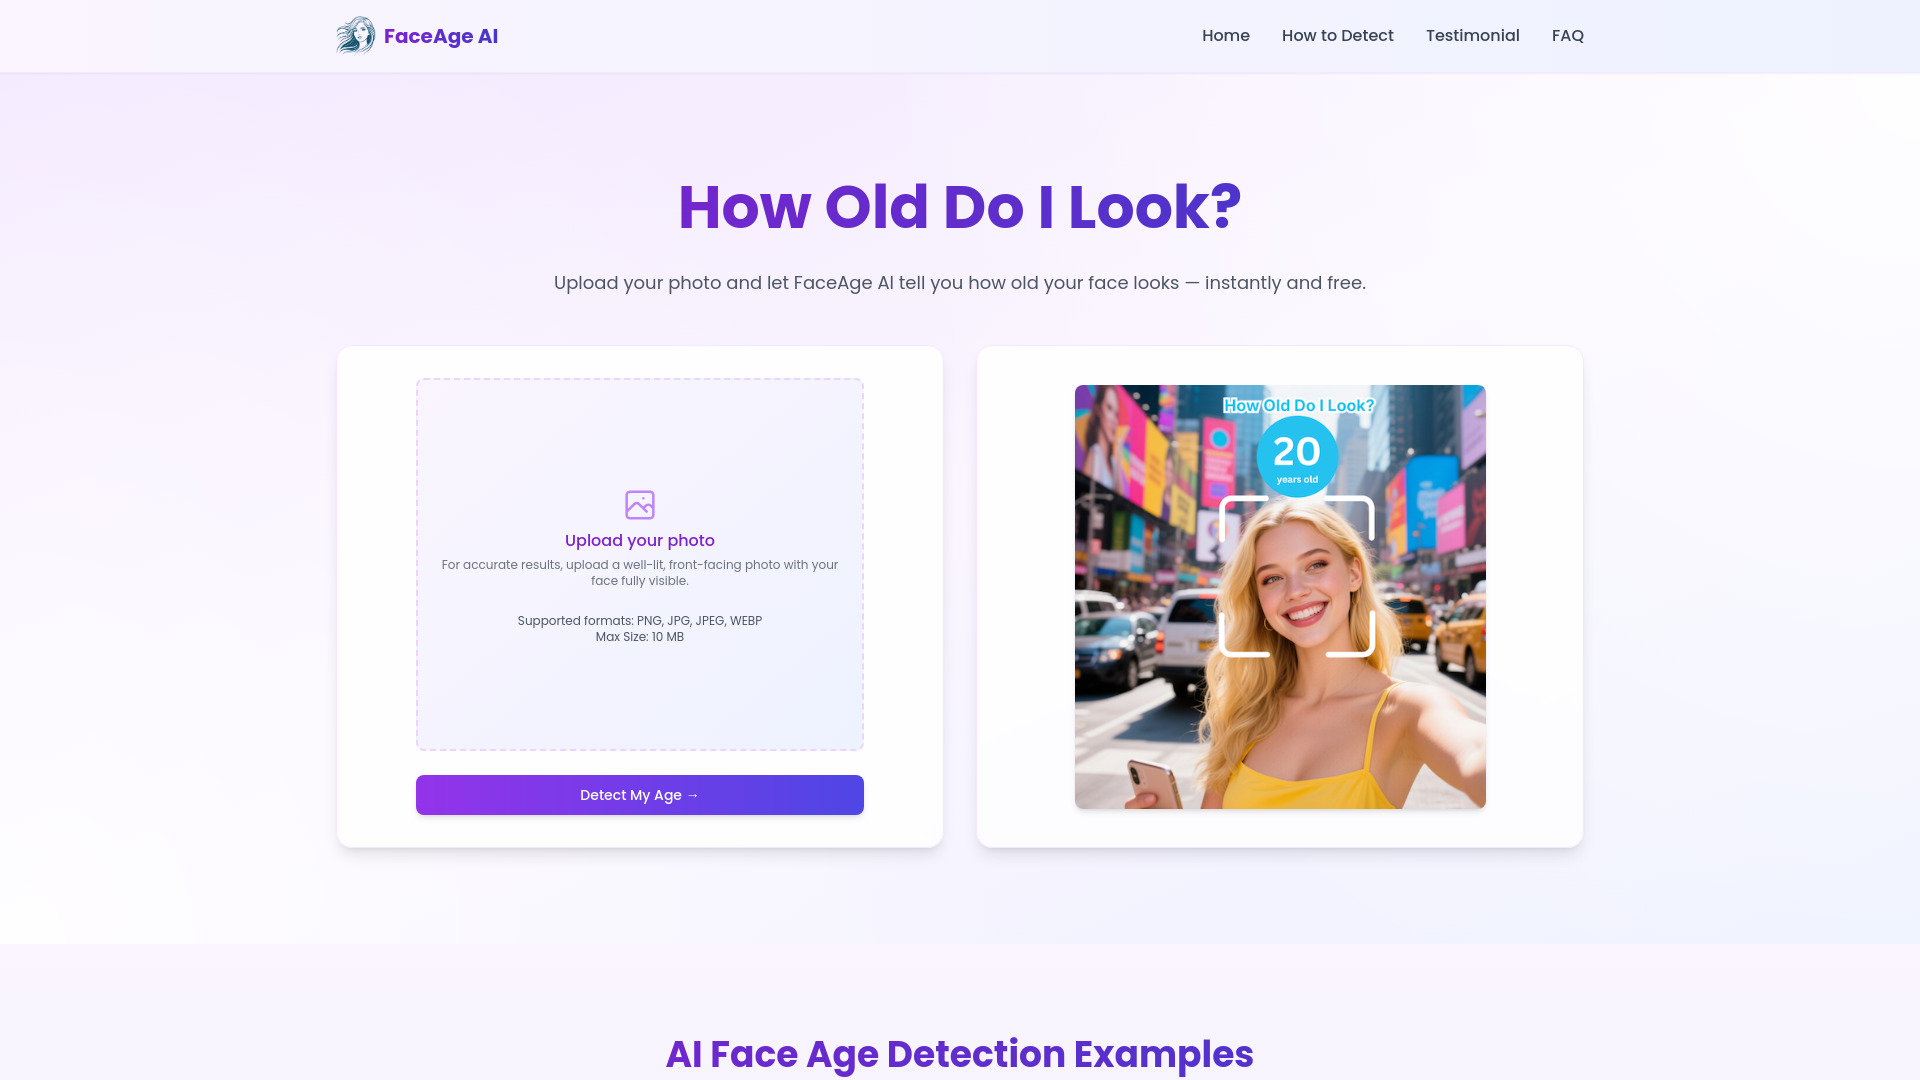 FaceAge AI
Home
How to Detect
Testimonial
FAQ
How Old Do I Look?
Upload your photo and let FaceAge AI tell you how old your face looks — instantly and free.
Upload your photo
For accurate results, upload a well-lit, front-facing photo with your
face fully visible.
Supported formats: PNG, JPG, JPEG, WEBP
Max Size: 10 MB
Detect My Age →
How Old Do I Look?
20
years old
AI Face Age Detection Examples